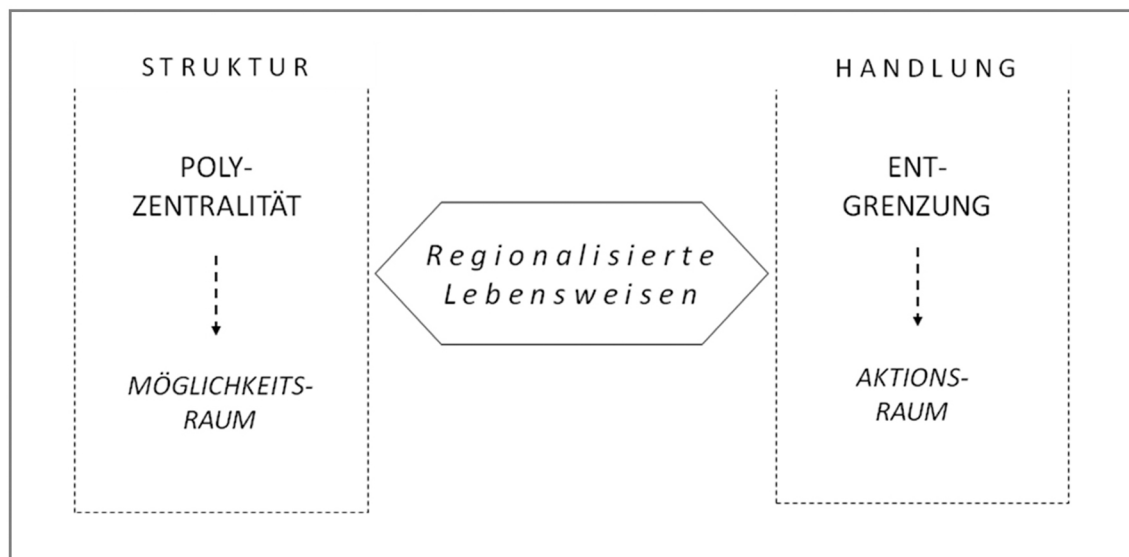 STRUKTUR
POLY-
ZENTRALITÄT
MÖGLICHKEITS-
RAUM
Regionalisierte
Lebensweisen
HANDLUNG
ENT-
GRENZUNG
AKTIONS-
RAUM